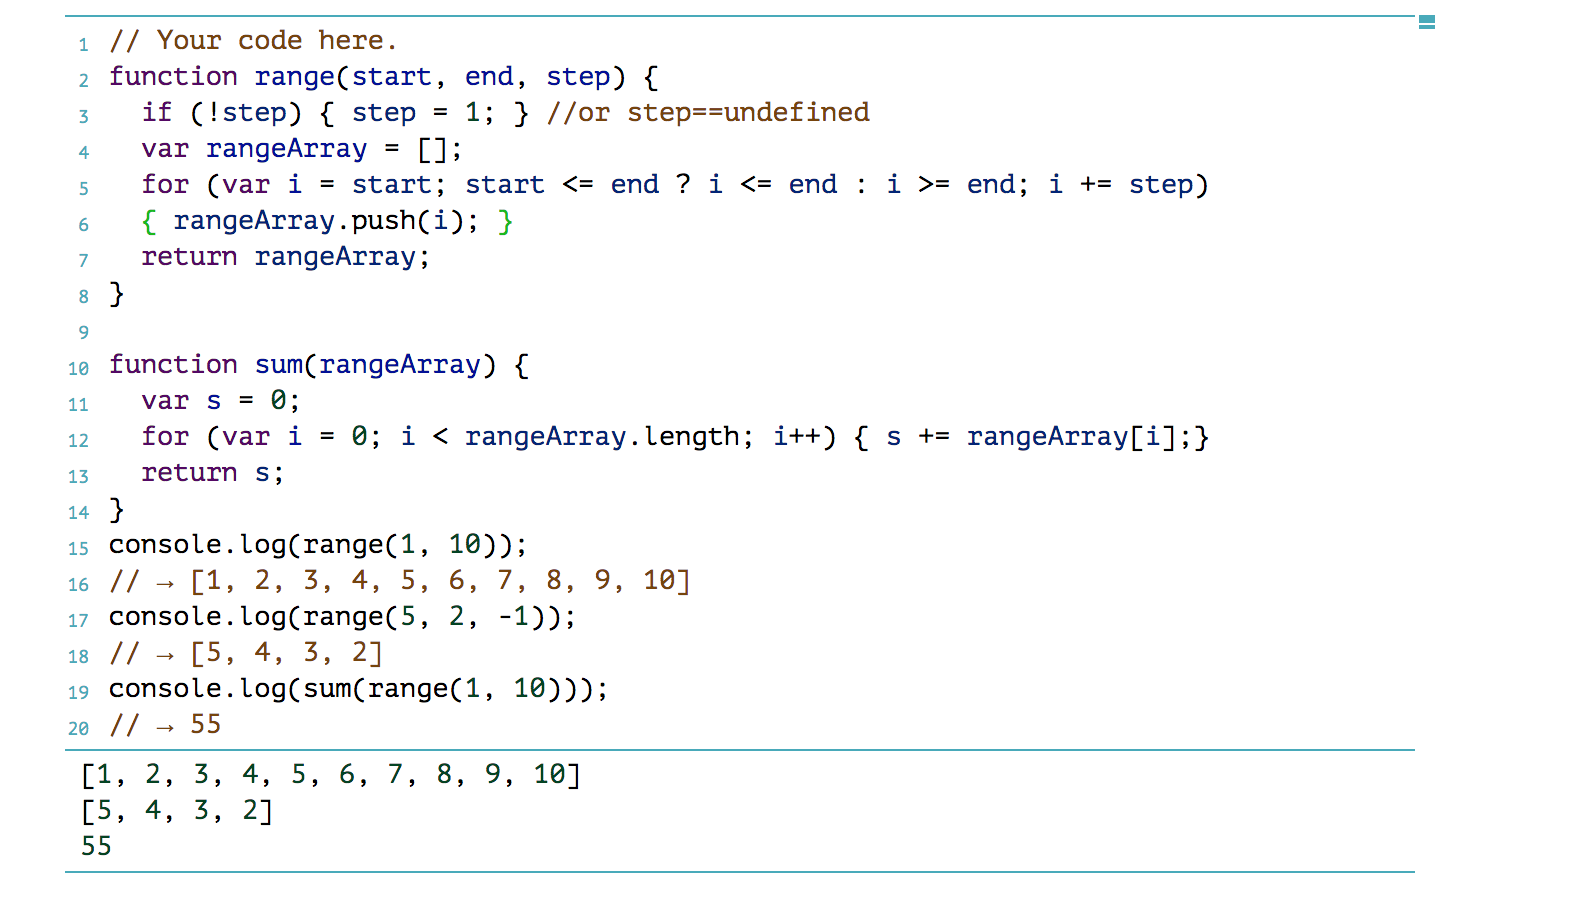 1 // Your code here.
2 function range(start, end, step) {
3   if (!step) { step = 1; } //or step==undefined
4   var rangeArray = [];
5   for (var i = start; start <= end ? i <= end : i >= end; i += step)
6   { rangeArray.push(i); }
7   return rangeArray;
8 }
9
10 function sum(rangeArray) {
11   var s = 0;
12   for (var i = 0; i < rangeArray.length; i++) { s += rangeArray[i];}
13   return s;
14 }
15 console.log(range(1, 10));
16 // → [1, 2, 3, 4, 5, 6, 7, 8, 9, 10]
17 console.log(range(5, 2, -1));
18 // → [5, 4, 3, 2]
19 console.log(sum(range(1, 10)));
20 // → 55
[1, 2, 3, 4, 5, 6, 7, 8, 9, 10]
[5, 4, 3, 2]
55